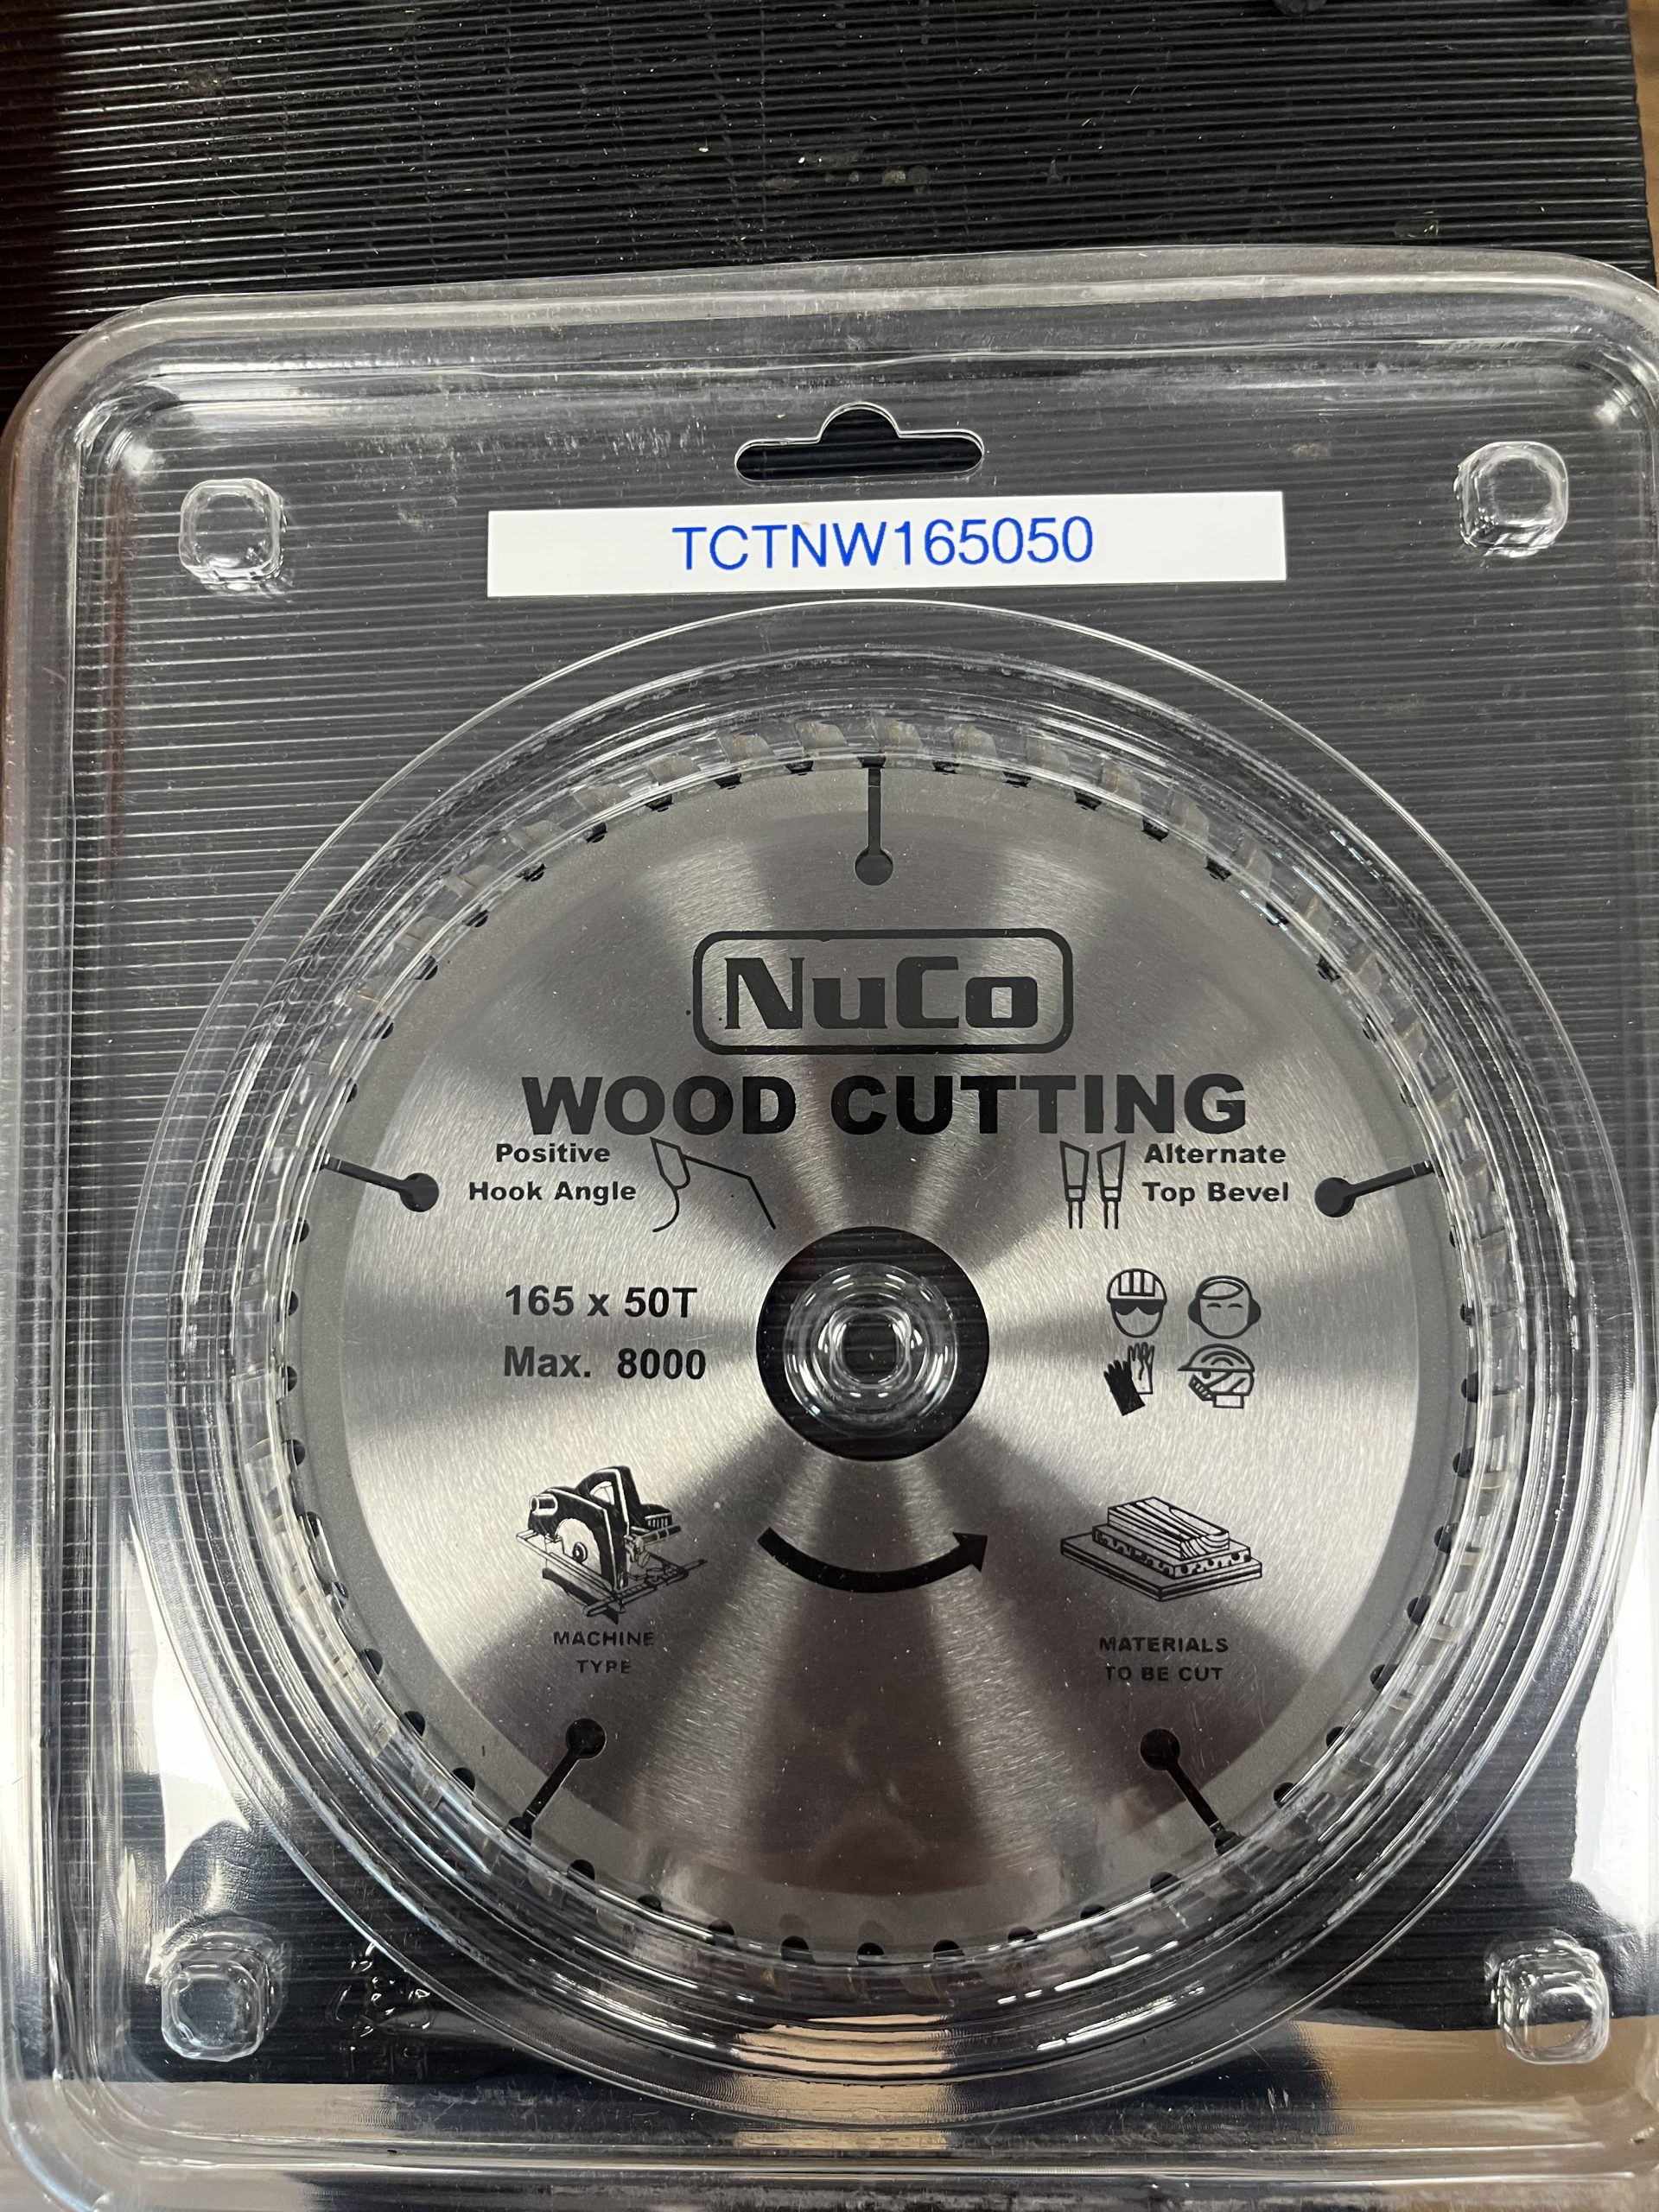 TCTNW165050
NuCo
WOOD CUTTING
Positive
Hook Angle
Alternate
Top Bevel
165 x 50T
Max. 8000
MACHINE
TYPE
MATERIALS
TO BE CUT